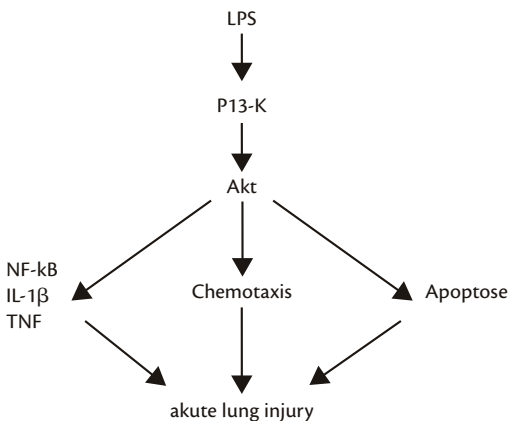 LPS
P13-K
Akt
NF-kB
IL-1β
TNF
Chemotaxis
Apoptose
akute lung injury